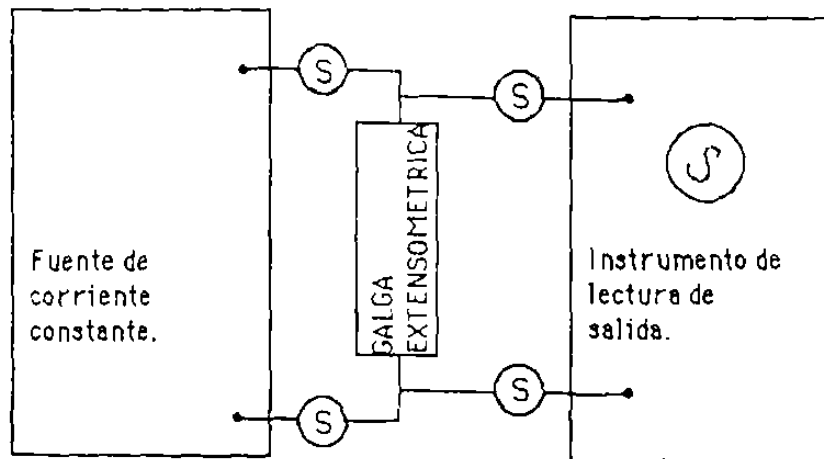 S
S
S
GALGA
EXTENSOMETRICA
Fuente de
corriente
constante.
Instrumento de
lectura de
salida.
S
S